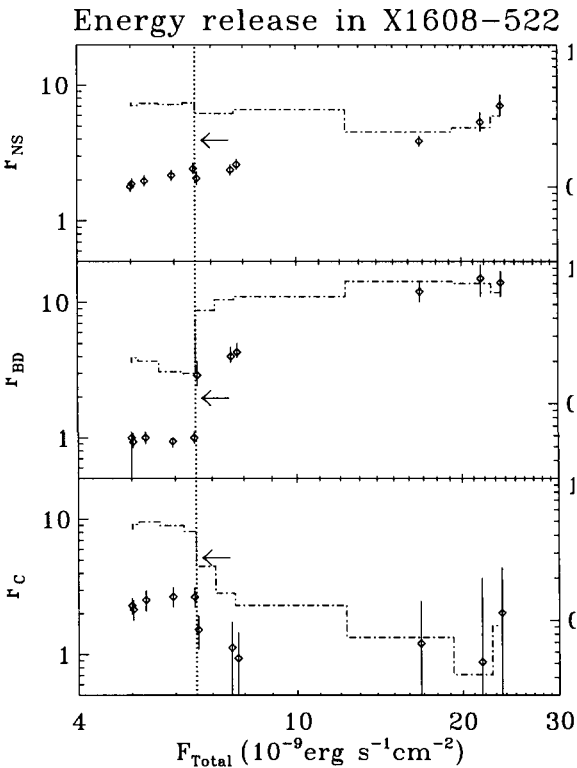 Energy release in X1608−522
10
1
r_NS
10
1
r_BD
10
1
r_C
4
10
20
30
F_Total (10^−9 erg s^−1 cm^−2)